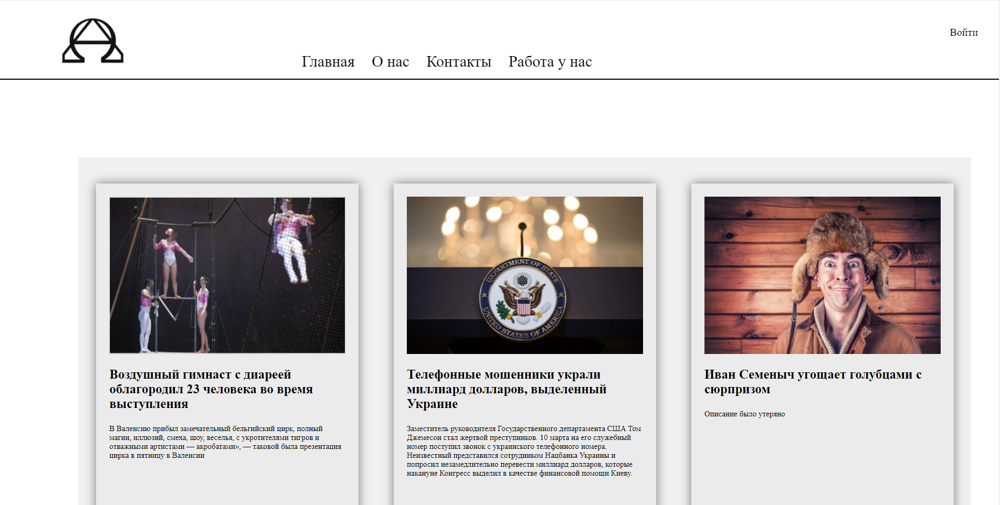 Войти
Главная О нас Контакты Работа у нас
DEPARTMENT OF STATE
UNITED STATES OF AMERICA
Воздушный гимнаст с диареей
облагородил 23 человека во время
выступления
В Валенсию прибыл замечательный бельгийский цирк, полный
магии, иллюзий, смеха, шоу, веселья, с укротителями тигров и
отважными артистами — акробатами», — таковой была презентация
цирка в пятницу в Валенсии
Телефонные мошенники украли
миллиард долларов, выделенный
Украине
Заместитель руководителя Государственного департамента США Том
Джемесон стал жертвой преступников. 10 марта на его служебный
номер поступил звонок с украинского телефонного номера.
Неизвестный представился сотрудником Нацбанка Украины и
попросил незамедлительно перевести миллиард долларов, которые
накануне Конгресс выделил в качестве финансовой помощи Киеву.
Иван Семеныч угощает голубцами с
сюрпризом
Описание было утеряно